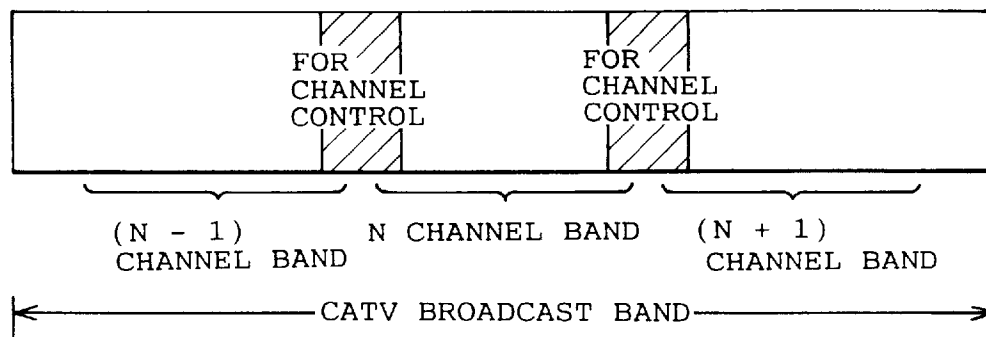 FOR
CHANNEL
CONTROL
FOR
CHANNEL
CONTROL
(N - 1)
CHANNEL BAND
N CHANNEL BAND
(N + 1)
CHANNEL BAND
CATV BROADCAST BAND